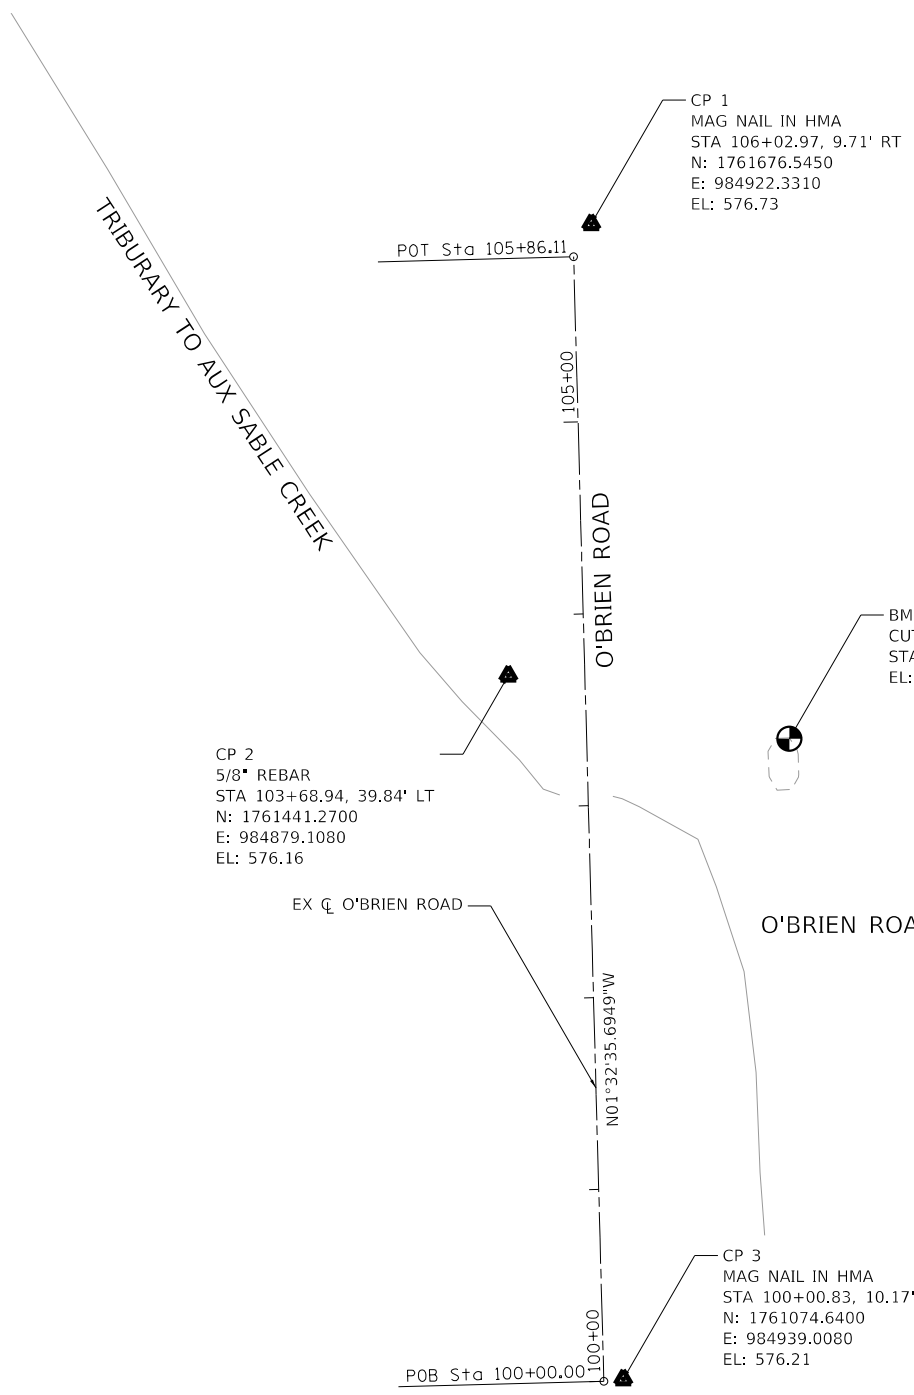 CP 1
MAG NAIL IN HMA
STA 106+02.97, 9.71' RT
N: 1761676.5450
E: 984922.3310
EL: 576.73
POT Sta 105+86.11
TRIBURARY TO AUX SABLE CREEK
105+00
O'BRIEN ROAD
BM
CUT
STA
EL:
CP 2
5/8" REBAR
STA 103+68.94, 39.84' LT
N: 1761441.2700
E: 984879.1080
EL: 576.16
EX ℄ O'BRIEN ROAD
O'BRIEN ROA
N01°32'35.6949"W
CP 3
MAG NAIL IN HMA
STA 100+00.83, 10.17'
N: 1761074.6400
E: 984939.0080
EL: 576.21
100+00
POB Sta 100+00.00